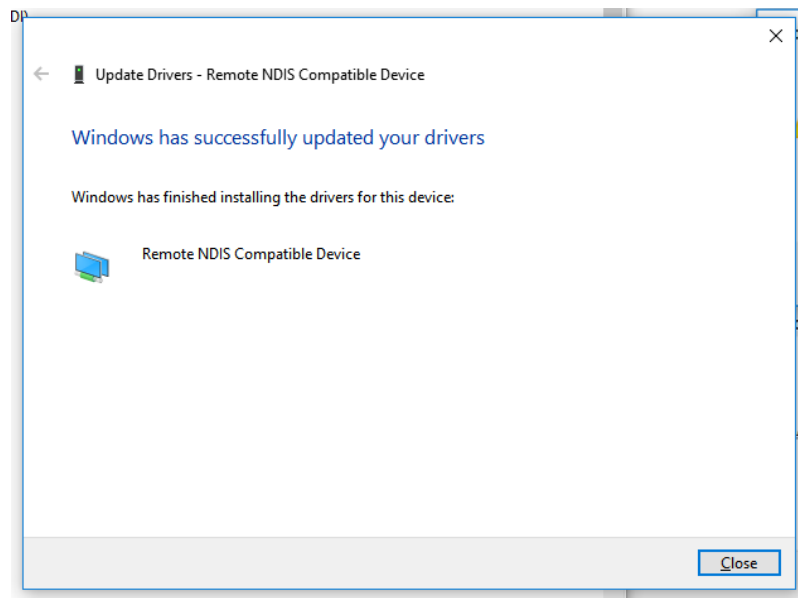 Update Drivers - Remote NDIS Compatible Device
Windows has successfully updated your drivers
Windows has finished installing the drivers for this device:
Remote NDIS Compatible Device
Close